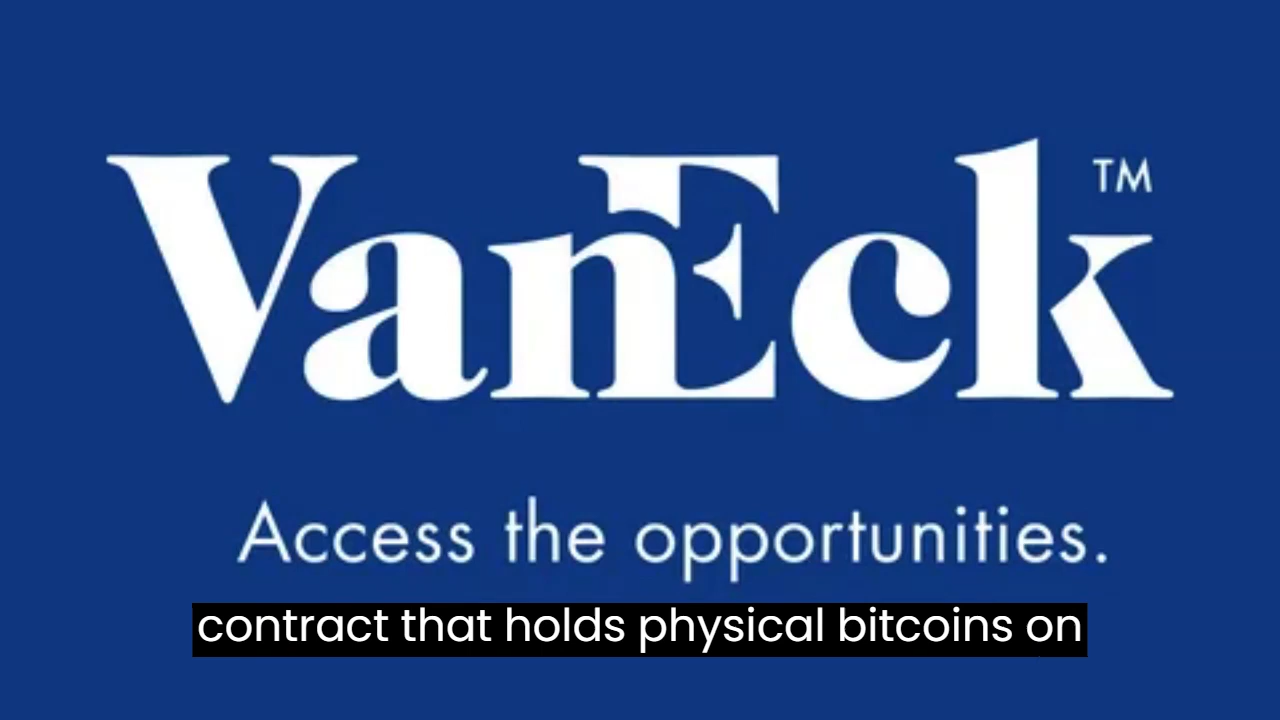 VanEck™
Access the opportunities.
contract that holds physical bitcoins on